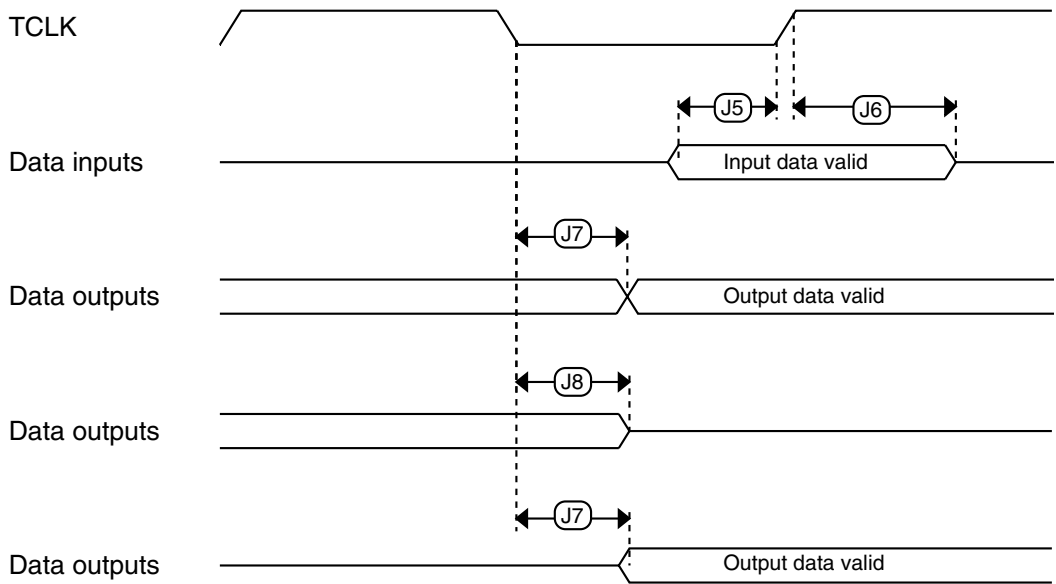 TCLK
J5
J6
Data inputs
Input data valid
J7
Data outputs
Output data valid
J8
Data outputs
J7
Data outputs
Output data valid